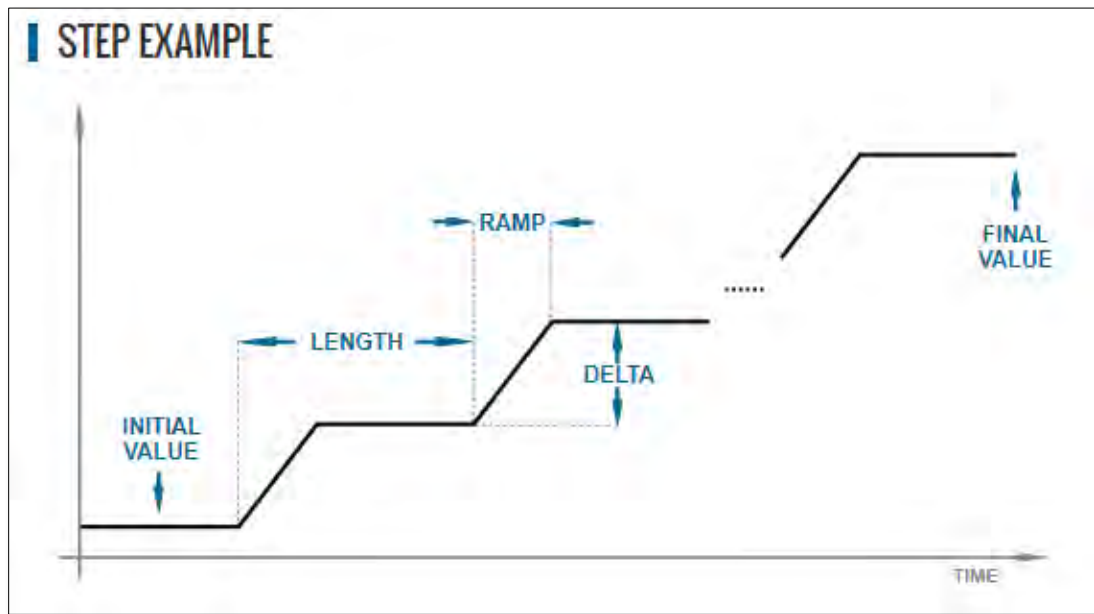 STEP EXAMPLE
RAMP
FINAL
VALUE
LENGTH
DELTA
INITIAL
VALUE
TIME